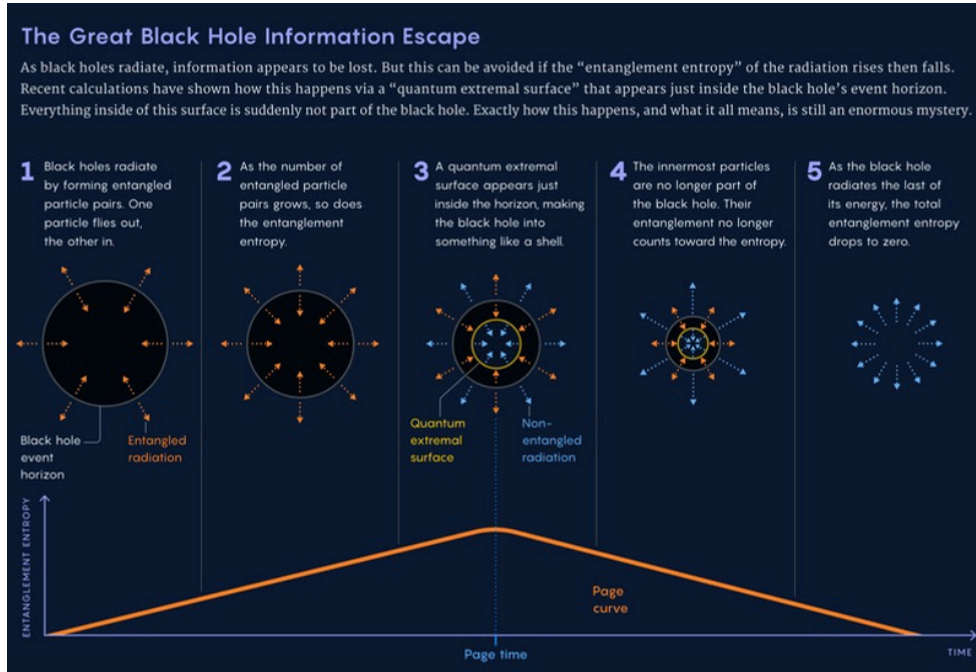 The Great Black Hole Information Escape
As black holes radiate, information appears to be lost. But this can be avoided if the “entanglement entropy” of the radiation rises then falls.
Recent calculations have shown how this happens via a “quantum extremal surface” that appears just inside the black hole’s event horizon.
Everything inside of this surface is suddenly not part of the black hole. Exactly how this happens, and what it all means, is still an enormous mystery.
1
Black holes radiate
by forming entangled
particle pairs. One
particle flies out,
the other in.
2
As the number of
entangled particle
pairs grows, so does
the entanglement
entropy.
3
A quantum extremal
surface appears just
inside the horizon, making
the black hole into
something like a shell.
4
The innermost particles
are no longer part of
the black hole. Their
entanglement no longer
counts toward the entropy.
5
As the black hole
radiates the last of
its energy, the total
entanglement entropy
drops to zero.
Black hole
event
horizon
Entangled
radiation
Quantum
extremal
surface
Non-
entangled
radiation
ENTANGLEMENT ENTROPY
Page
curve
Page time
TIME